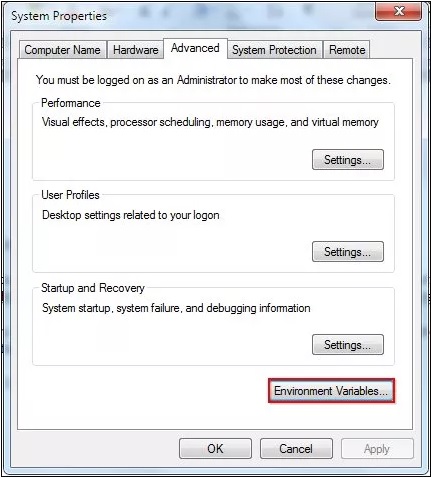 System Properties
Computer Name Hardware Advanced System Protection Remote
You must be logged on as an Administrator to make most of these changes.
Performance
Visual effects, processor scheduling, memory usage, and virtual memory
Settings...
User Profiles
Desktop settings related to your logon
Settings...
Startup and Recovery
System startup, system failure, and debugging information
Settings...
Environment Variables...
OK Cancel Apply